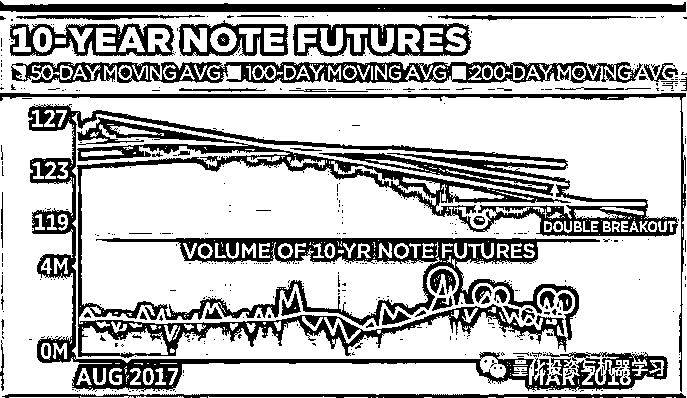 10-YEAR NOTE FUTURES
50-DAY MOVING AVG 100-DAY MOVING AVG 200-DAY MOVING AVG
127
123
119
DOUBLE BREAKOUT
VOLUME OF 10-YR NOTE FUTURES
4M
0M
AUG 2017
MAR 2018
量化投资与机器学习